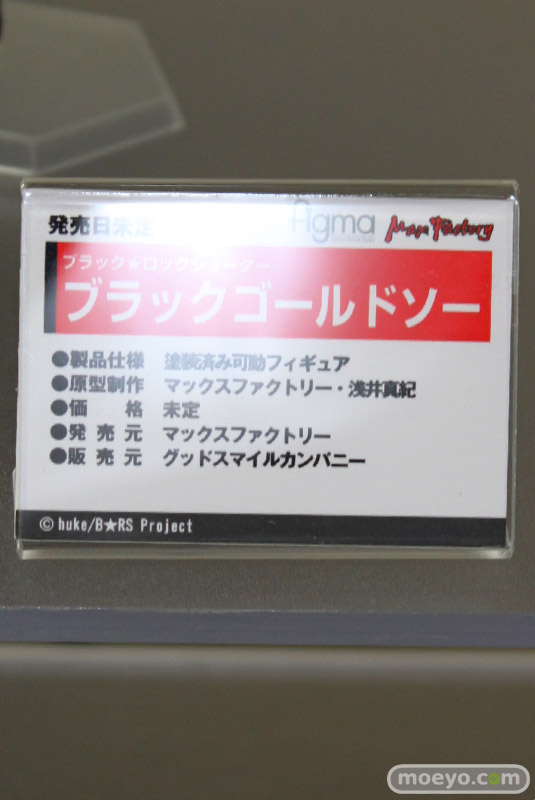 発売日未定 figma Max Factory
ブラック★ロックシューター
ブラックゴールドソー
●製品仕様 塗装済み可動フィギュア
●原型制作 マックスファクトリー・浅井真紀
●価格 未定
●発売元 マックスファクトリー
●販売元 グッドスマイルカンパニー
© huke/B★RS Project
moeyo.com